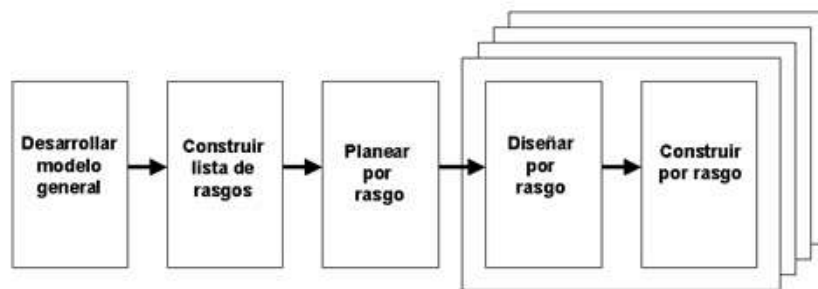 Desarrollar
modelo
general
Construir
lista de
rasgos
Planear
por
rasgo
Diseñar
por
rasgo
Construir
por rasgo